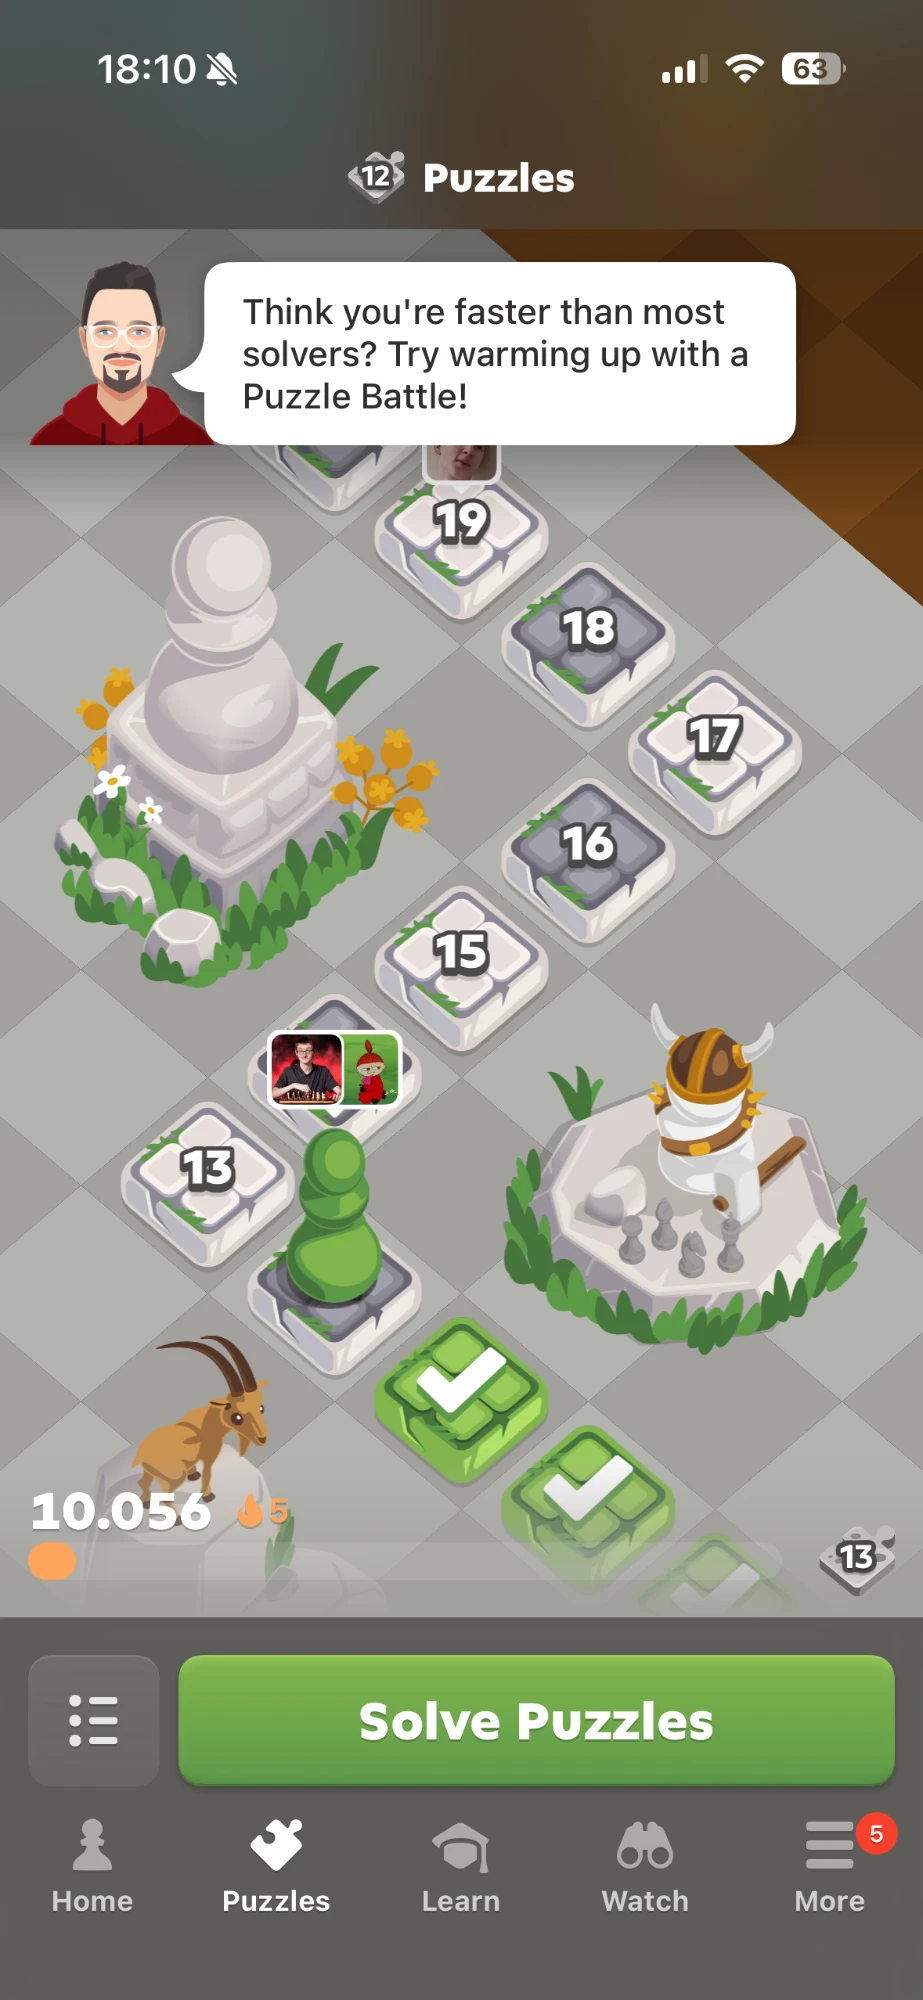 18:10
63
12 Puzzles
Think you're faster than most
solvers? Try warming up with a
Puzzle Battle!
19
18
17
16
15
13
10.056 5
13
Solve Puzzles
5
Home Puzzles Learn Watch More